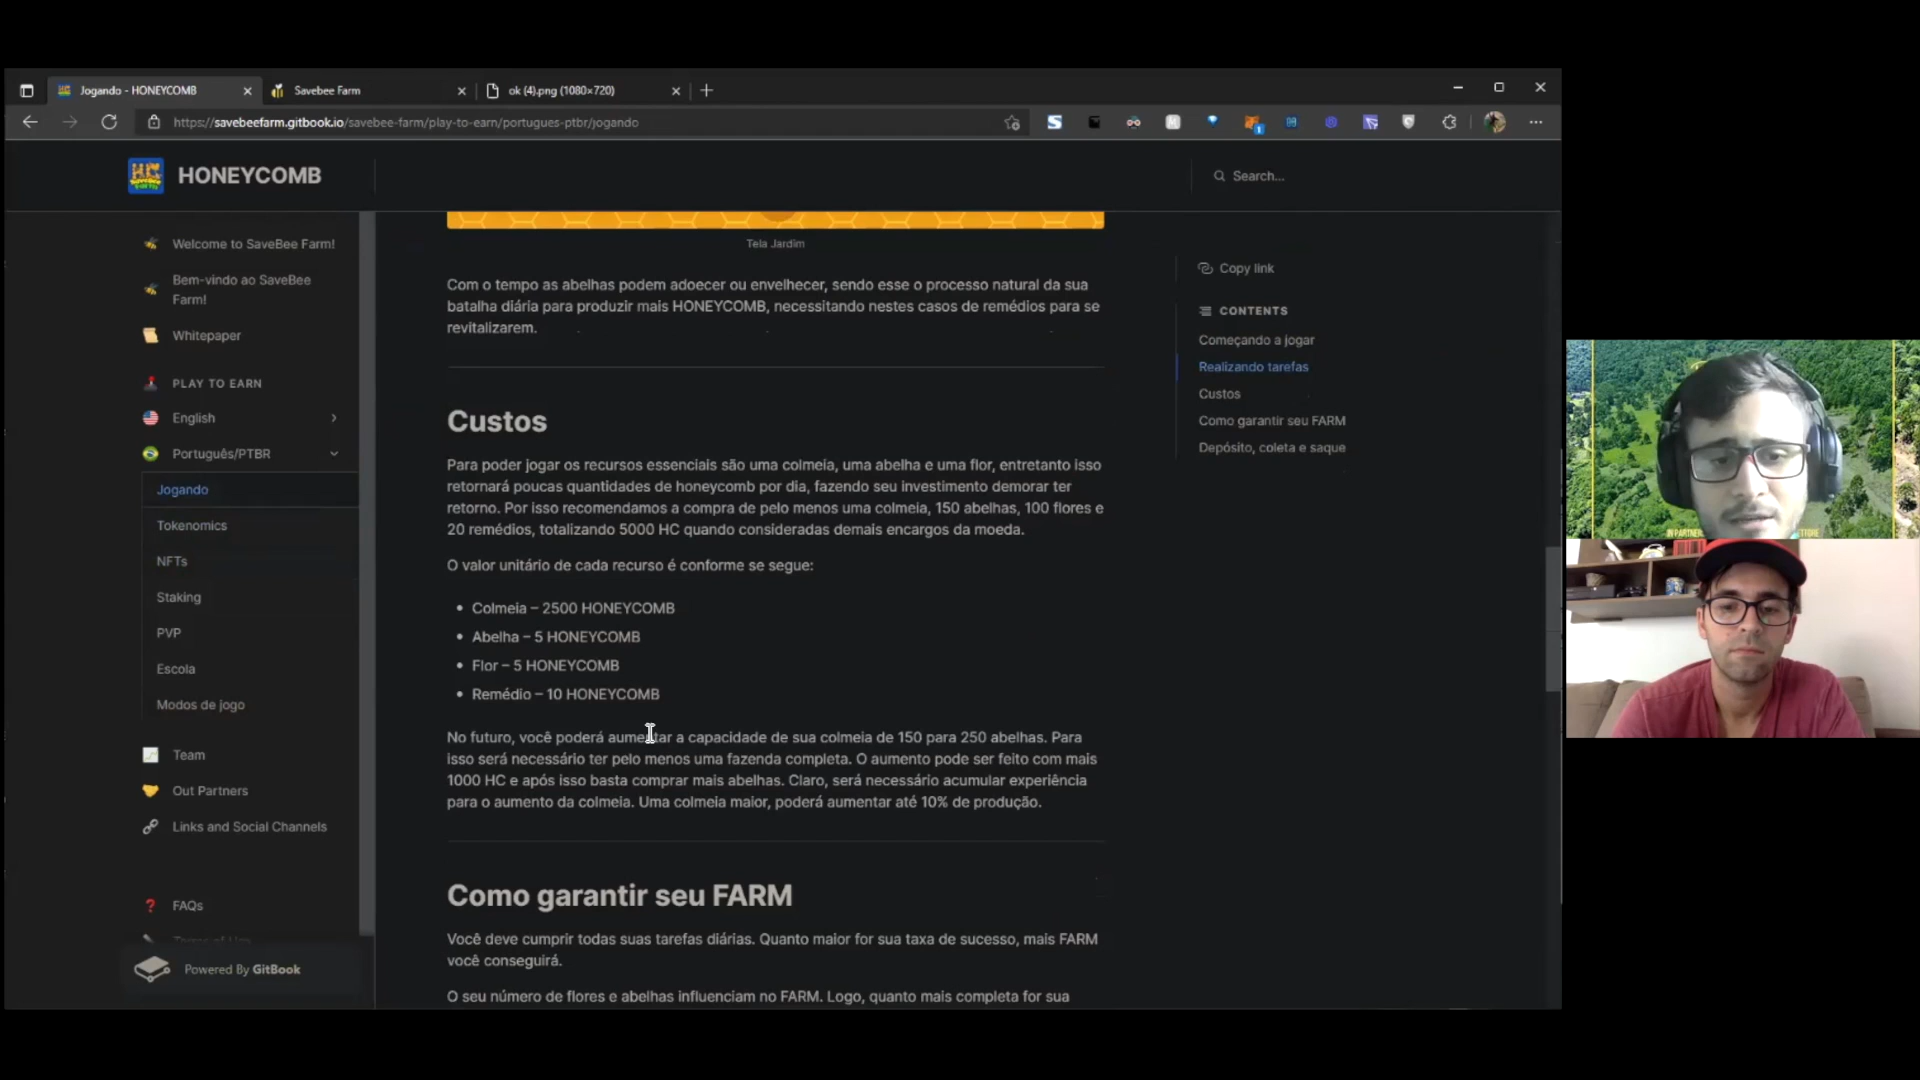 Jogando - HONEYCOMB
Savebee Farm
ok (4).png (1080×720)
https://savebeefarm.gitbook.io/savebee-farm/play-to-earn/portugues-ptbr/jogando
HONEYCOMB
Search...
Welcome to SaveBee Farm!
Bem-vindo ao SaveBee
Farm!
Whitepaper
PLAY TO EARN
English
Português/PTBR
Jogando
Tokenomics
NFTs
Staking
PVP
Escola
Modos de jogo
Team
Out Partners
Links and Social Channels
FAQs
Powered By GitBook
Tela Jardim
Com o tempo as abelhas podem adoecer ou envelhecer, sendo esse o processo natural da sua
batalha diária para produzir mais HONEYCOMB, necessitando nestes casos de remédios para se
revitalizarem.
Custos
Para poder jogar os recursos essenciais são uma colmeia, uma abelha e uma flor, entretanto isso
retornará poucas quantidades de honeycomb por dia, fazendo seu investimento demorar ter
retorno. Por isso recomendamos a compra de pelo menos uma colmeia, 150 abelhas, 100 flores e
20 remédios, totalizando 5000 HC quando consideradas demais encargos da moeda.
O valor unitário de cada recurso é conforme se segue:
• Colmeia – 2500 HONEYCOMB
• Abelha – 5 HONEYCOMB
• Flor – 5 HONEYCOMB
• Remédio – 10 HONEYCOMB
No futuro, você poderá aumentar a capacidade de sua colmeia de 150 para 250 abelhas. Para
isso será necessário ter pelo menos uma fazenda completa. O aumento pode ser feito com mais
1000 HC e após isso basta comprar mais abelhas. Claro, será necessário acumular experiência
para o aumento da colmeia. Uma colmeia maior, poderá aumentar até 10% de produção.
Como garantir seu FARM
Você deve cumprir todas suas tarefas diárias. Quanto maior for sua taxa de sucesso, mais FARM
você conseguirá.
O seu número de flores e abelhas influenciam no FARM. Logo, quanto mais completa for sua
Copy link
CONTENTS
Começando a jogar
Realizando tarefas
Custos
Como garantir seu FARM
Depósito, coleta e saque